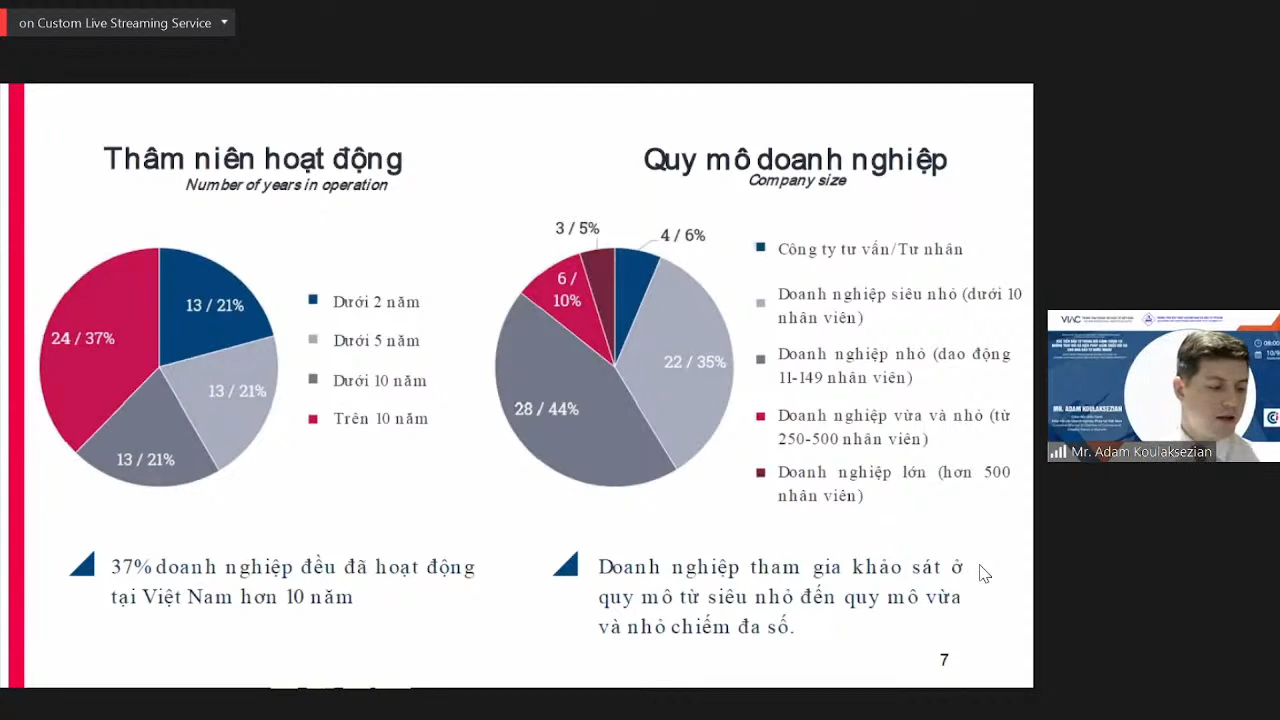 on Custom Live Streaming Service
Thâm niên hoạt động
Number of years in operation
13 / 21%
24 / 37%
13 / 21%
13 / 21%
Dưới 2 năm
Dưới 5 năm
Dưới 10 năm
Trên 10 năm
37% doanh nghiệp đều đã hoạt động
tại Việt Nam hơn 10 năm
Quy mô doanh nghiệp
Company size
3 / 5%
4 / 6%
6 /
10%
22 / 35%
28 / 44%
Công ty tư vấn/Tư nhân
Doanh nghiệp siêu nhỏ (dưới 10
nhân viên)
Doanh nghiệp nhỏ (dao động
11-149 nhân viên)
Doanh nghiệp vừa và nhỏ (từ
250-500 nhân viên)
Doanh nghiệp lớn (hơn 500
nhân viên)
Doanh nghiệp tham gia khảo sát ở
quy mô từ siêu nhỏ đến quy mô vừa
và nhỏ chiếm đa số.
7
VIAC
MR. ADAM KOULAKSEZIAN
Mr. Adam Koulaksezian